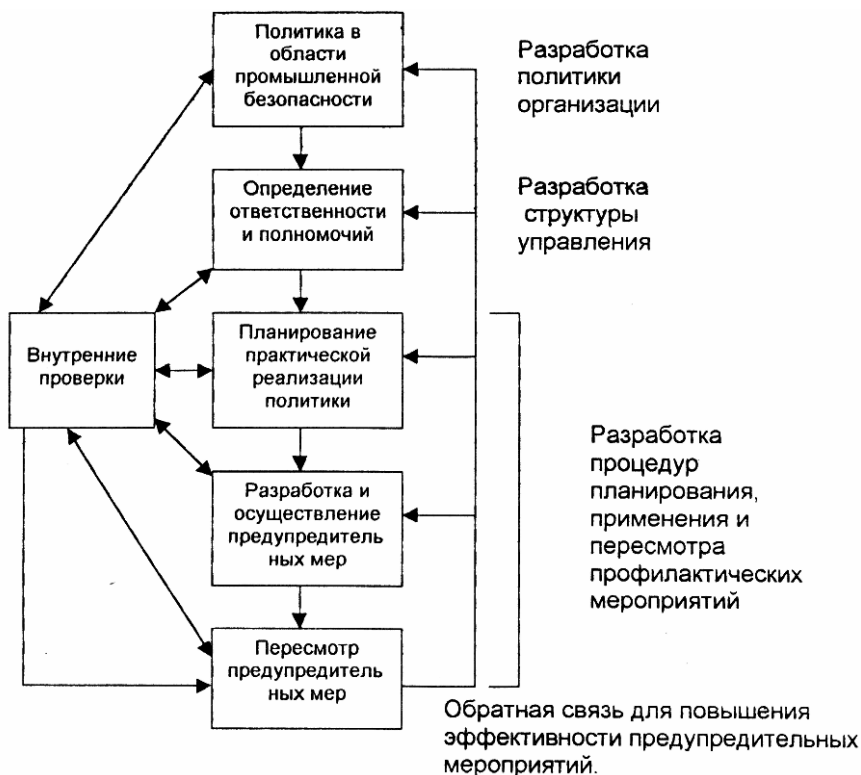 Политика в
области
промышленной
безопасности
Разработка
политики
организации
Определение
ответственности
и полномочий
Разработка
структуры
управления
Внутренние
проверки
Планирование
практической
реализации
политики
Разработка и
осуществление
предупредитель
ных мер
Разработка
процедур
планирования,
применения и
пересмотра
профилактических
мероприятий
Пересмотр
предупредитель
ных мер
Обратная связь для повышения
эффективности предупредительных
мероприятий.